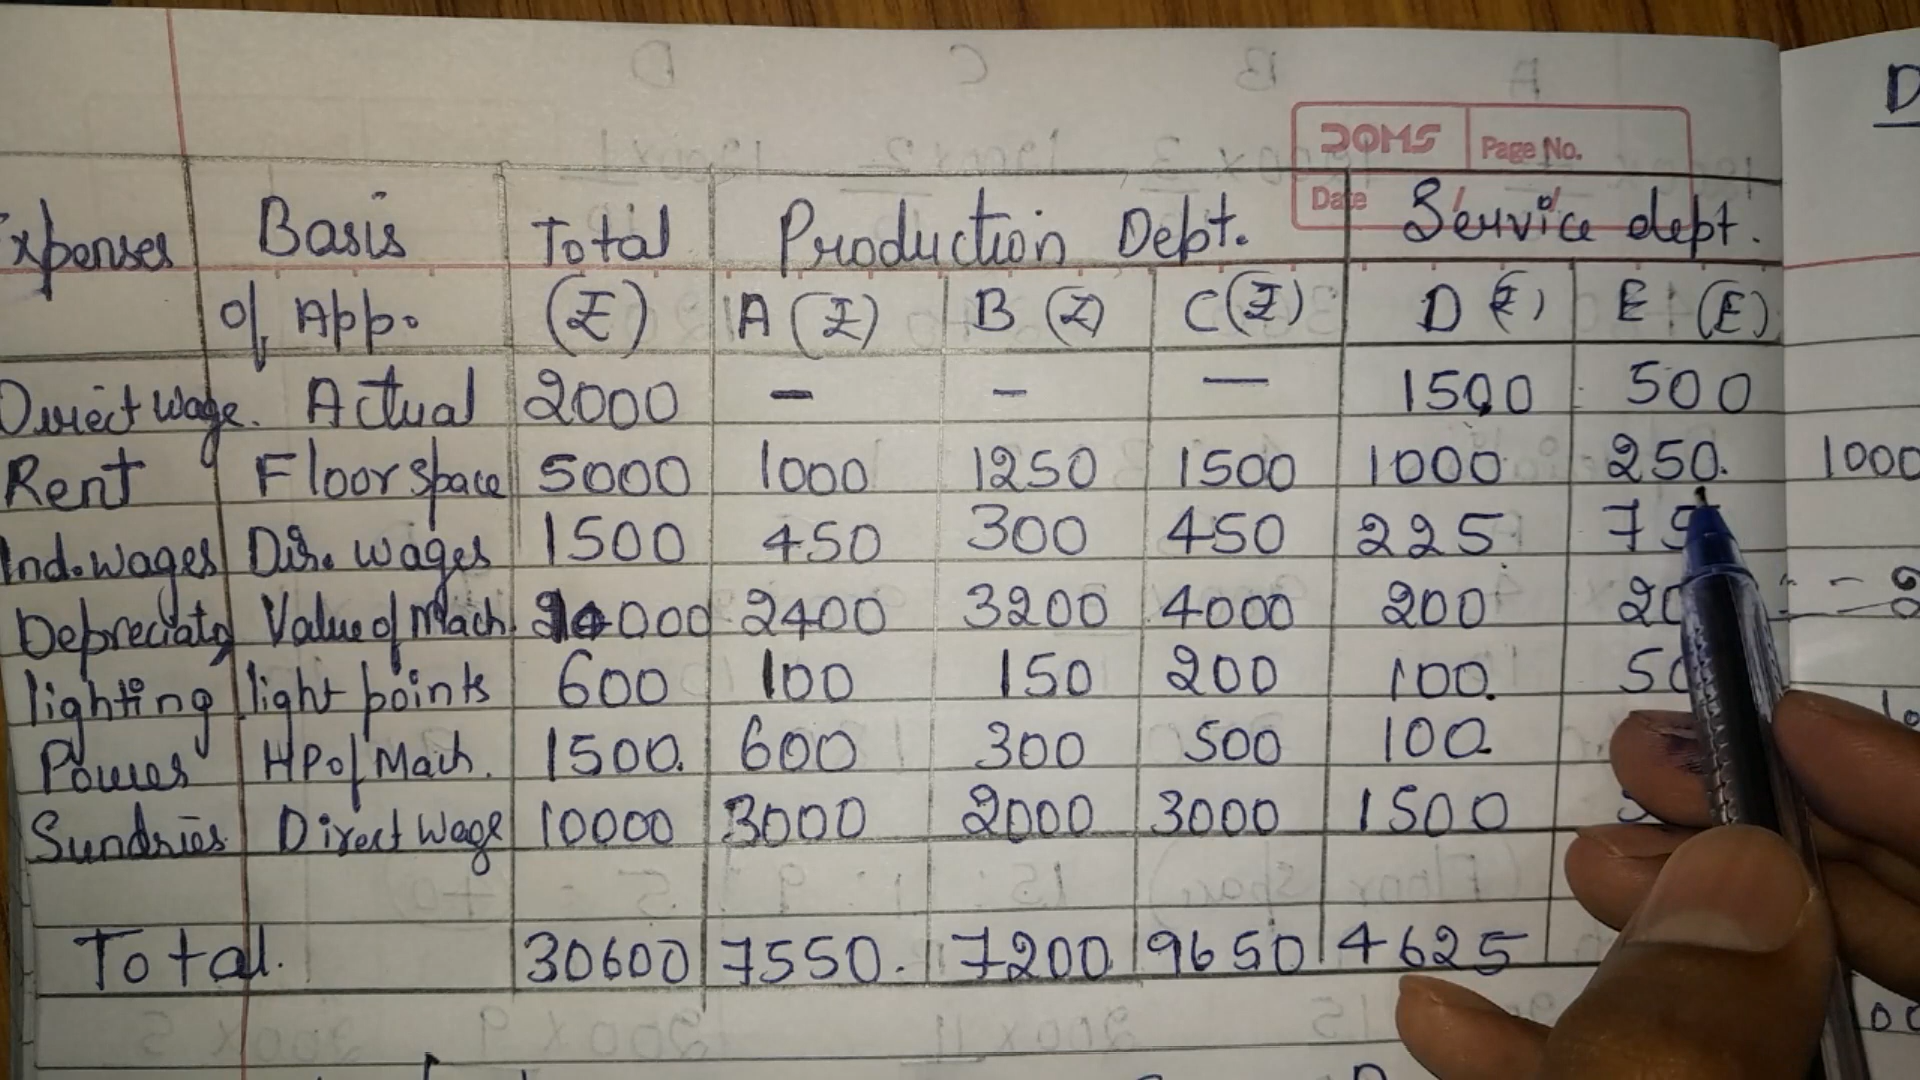 DOMS Page No.
Date
Expenses Basis Total Production Dept. Service dept.
of App. (₹) A (₹) B (₹) C (₹) D (₹) E (₹)
Direct wage. Actual 2000 - - - 1500 500
Rent Floor space 5000 1000 1250 1500 1000 250. 1000
Ind. wages Dir. wages 1500 450 300 450 225 75
Value of Mach. 2400 3200 4000 200
lighting light points 600 100 150 200 100. 50
Power HP of Mach. 1500. 600 300 500 100
Sundries Direct Wage 10000 3000 2000 3000 1500
Total. 30600 7550. 7200 9650 4625